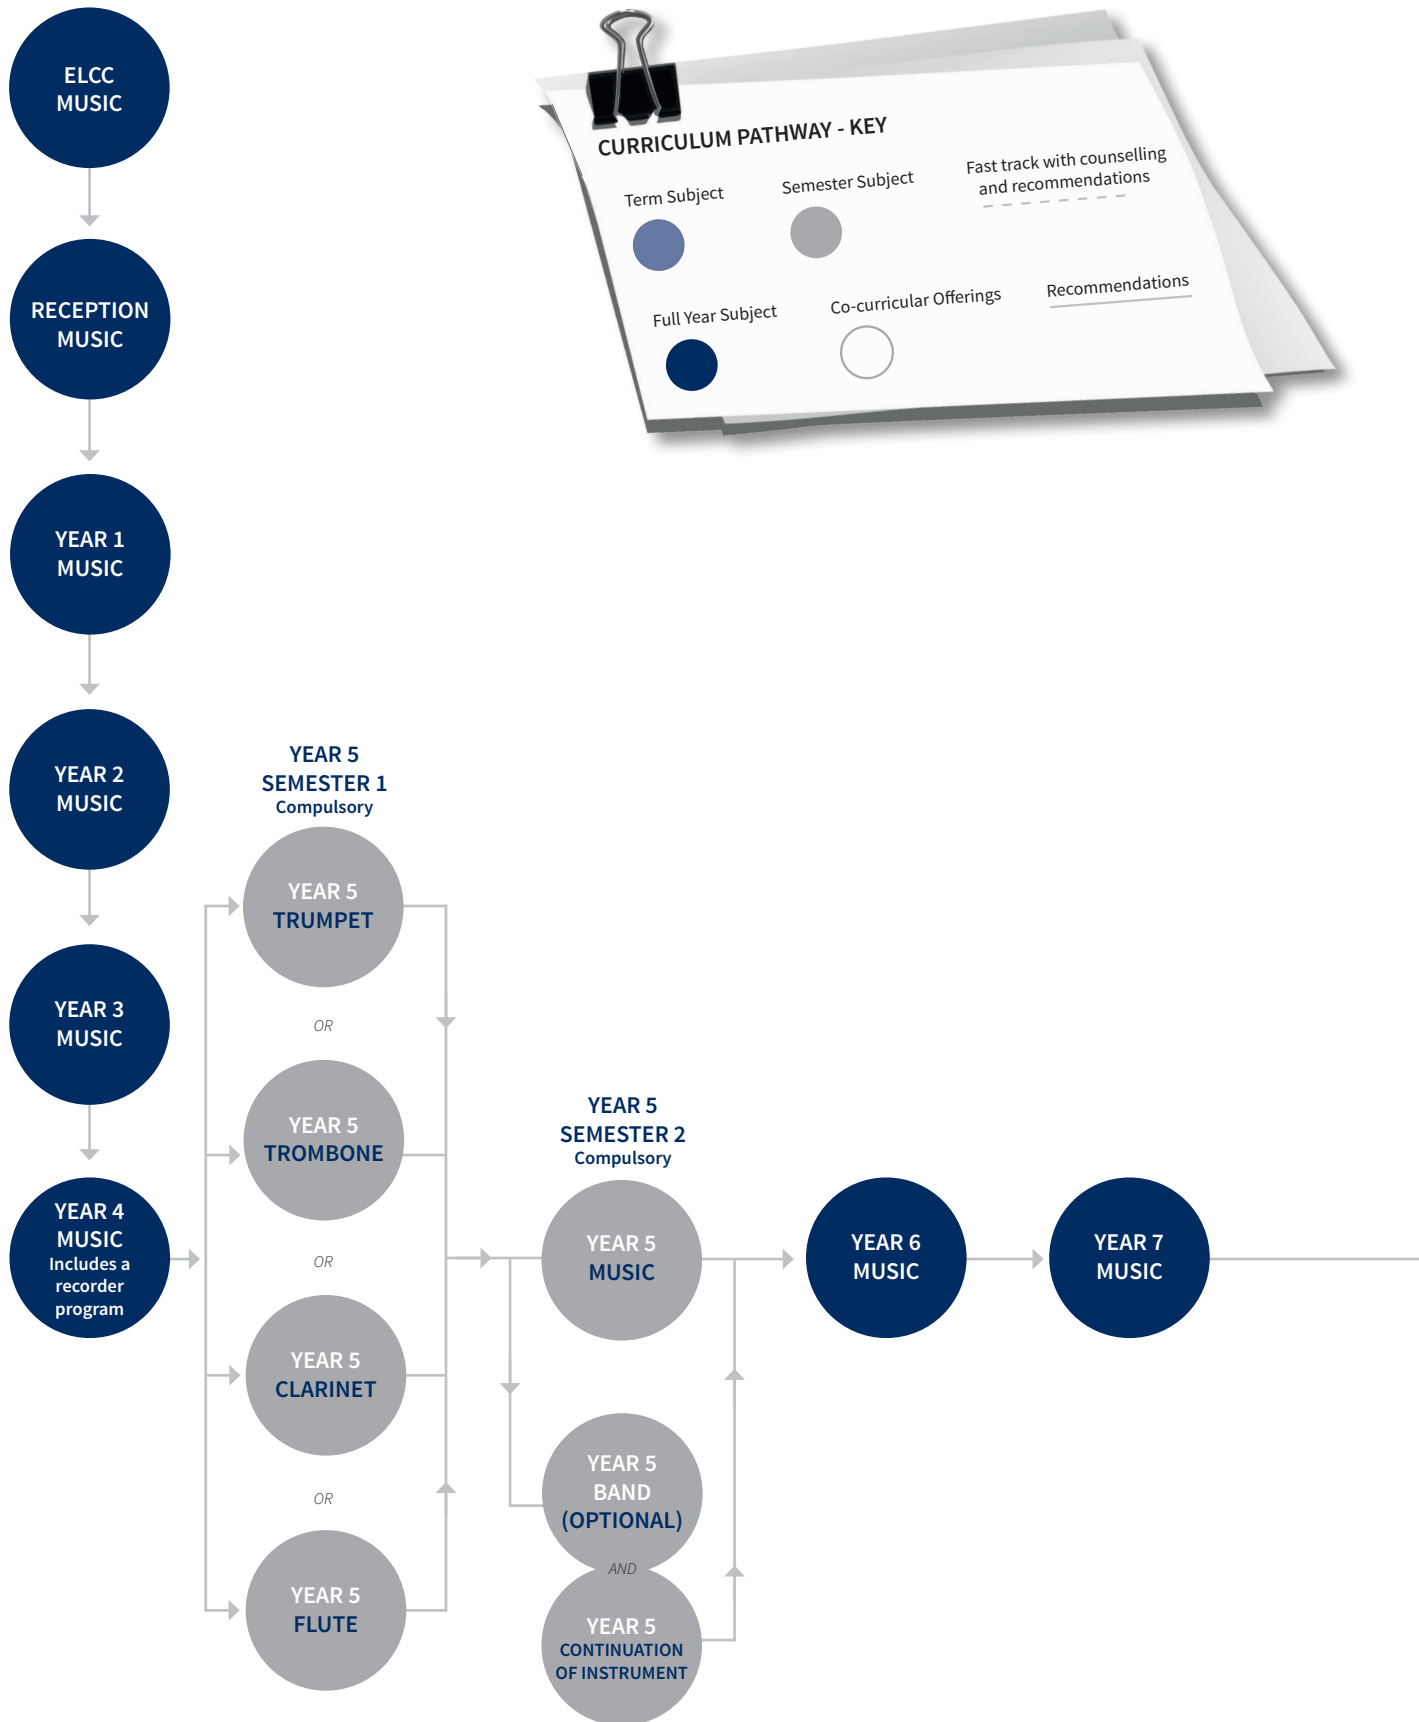 ELCC
MUSIC
RECEPTION
MUSIC
YEAR 1
MUSIC
YEAR 2
MUSIC
YEAR 3
MUSIC
YEAR 4
MUSIC
Includes a
recorder
program
CURRICULUM PATHWAY - KEY
Term Subject
Semester Subject
Fast track with counselling
and recommendations
Full Year Subject
Co-curricular Offerings
Recommendations
YEAR 5
SEMESTER 1
Compulsory
YEAR 5
TRUMPET
OR
YEAR 5
TROMBONE
OR
YEAR 5
CLARINET
OR
YEAR 5
FLUTE
YEAR 5
SEMESTER 2
Compulsory
YEAR 5
MUSIC
YEAR 5
BAND
(OPTIONAL)
AND
YEAR 5
CONTINUATION
OF INSTRUMENT
YEAR 6
MUSIC
YEAR 7
MUSIC